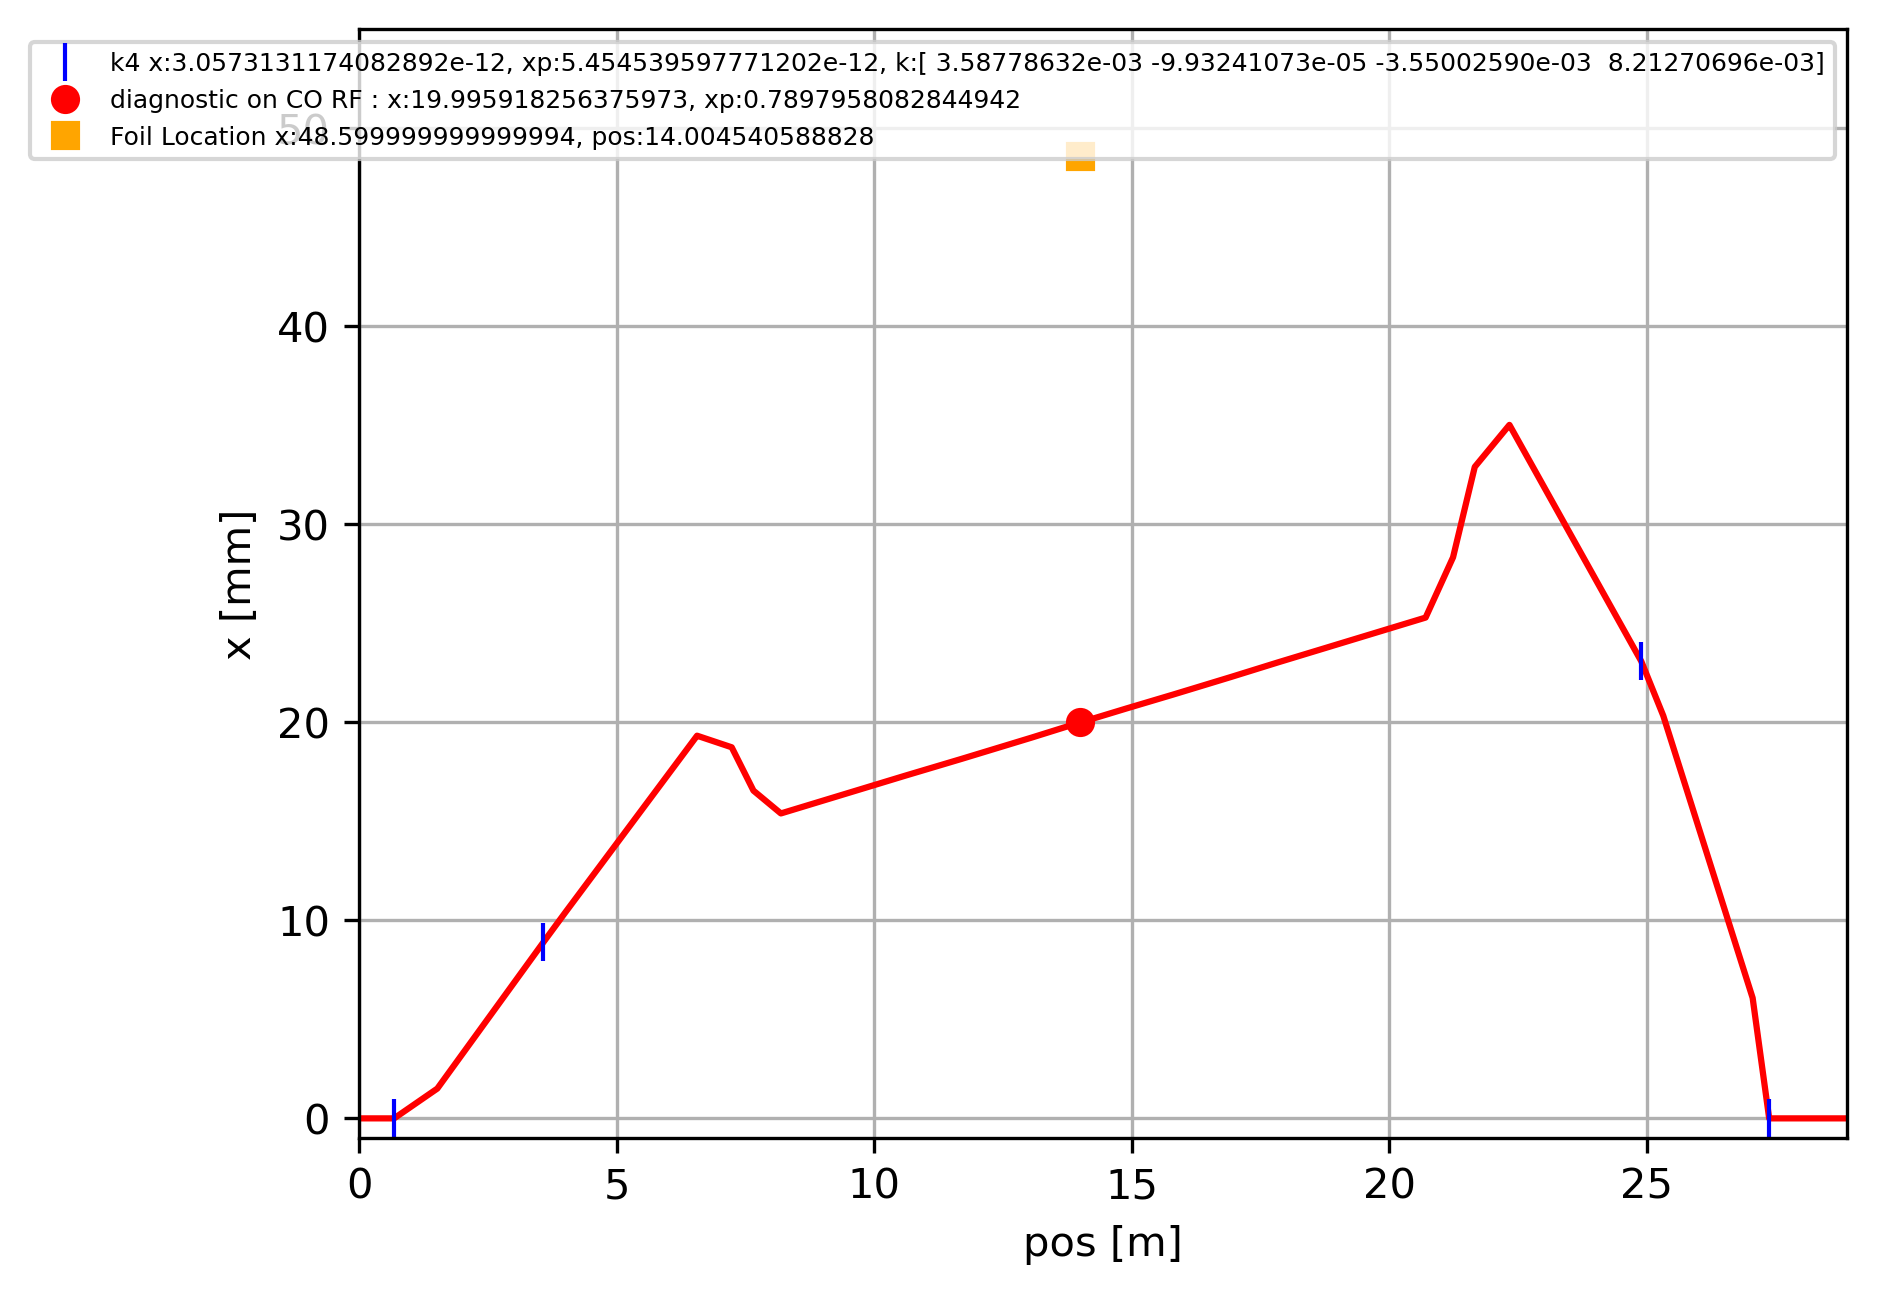 k4 x:3.0573131174082892e-12, xp:5.454539597771202e-12, k:[ 3.58778632e-03 -9.93241073e-05 -3.55002590e-03  8.21270696e-03]
diagnostic on CO RF : x:19.995918256375973, xp:0.7897958082844942
Foil Location x:48.599999999999994, pos:14.004540588828
50
40
30
20
10
0
x [mm]
0 5 10 15 20 25
pos [m]